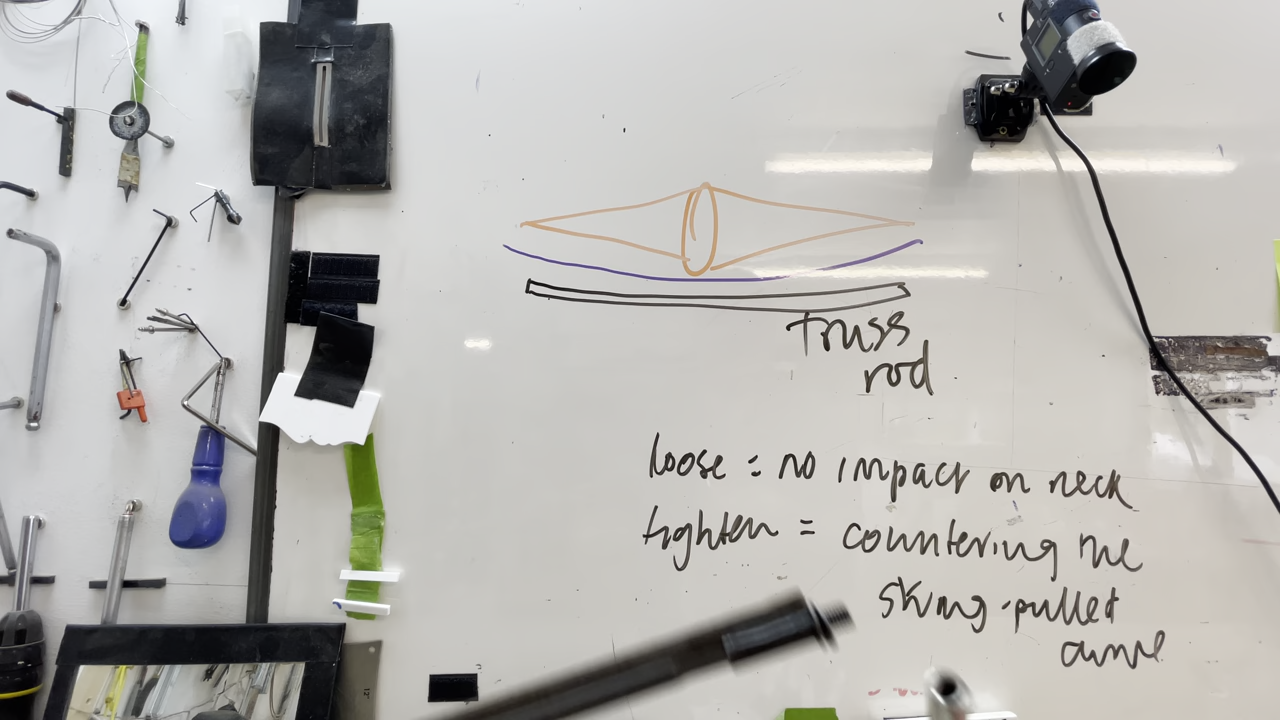 truss
rod
loose = no impact on neck
tighten = countering the
string-pulled
curve